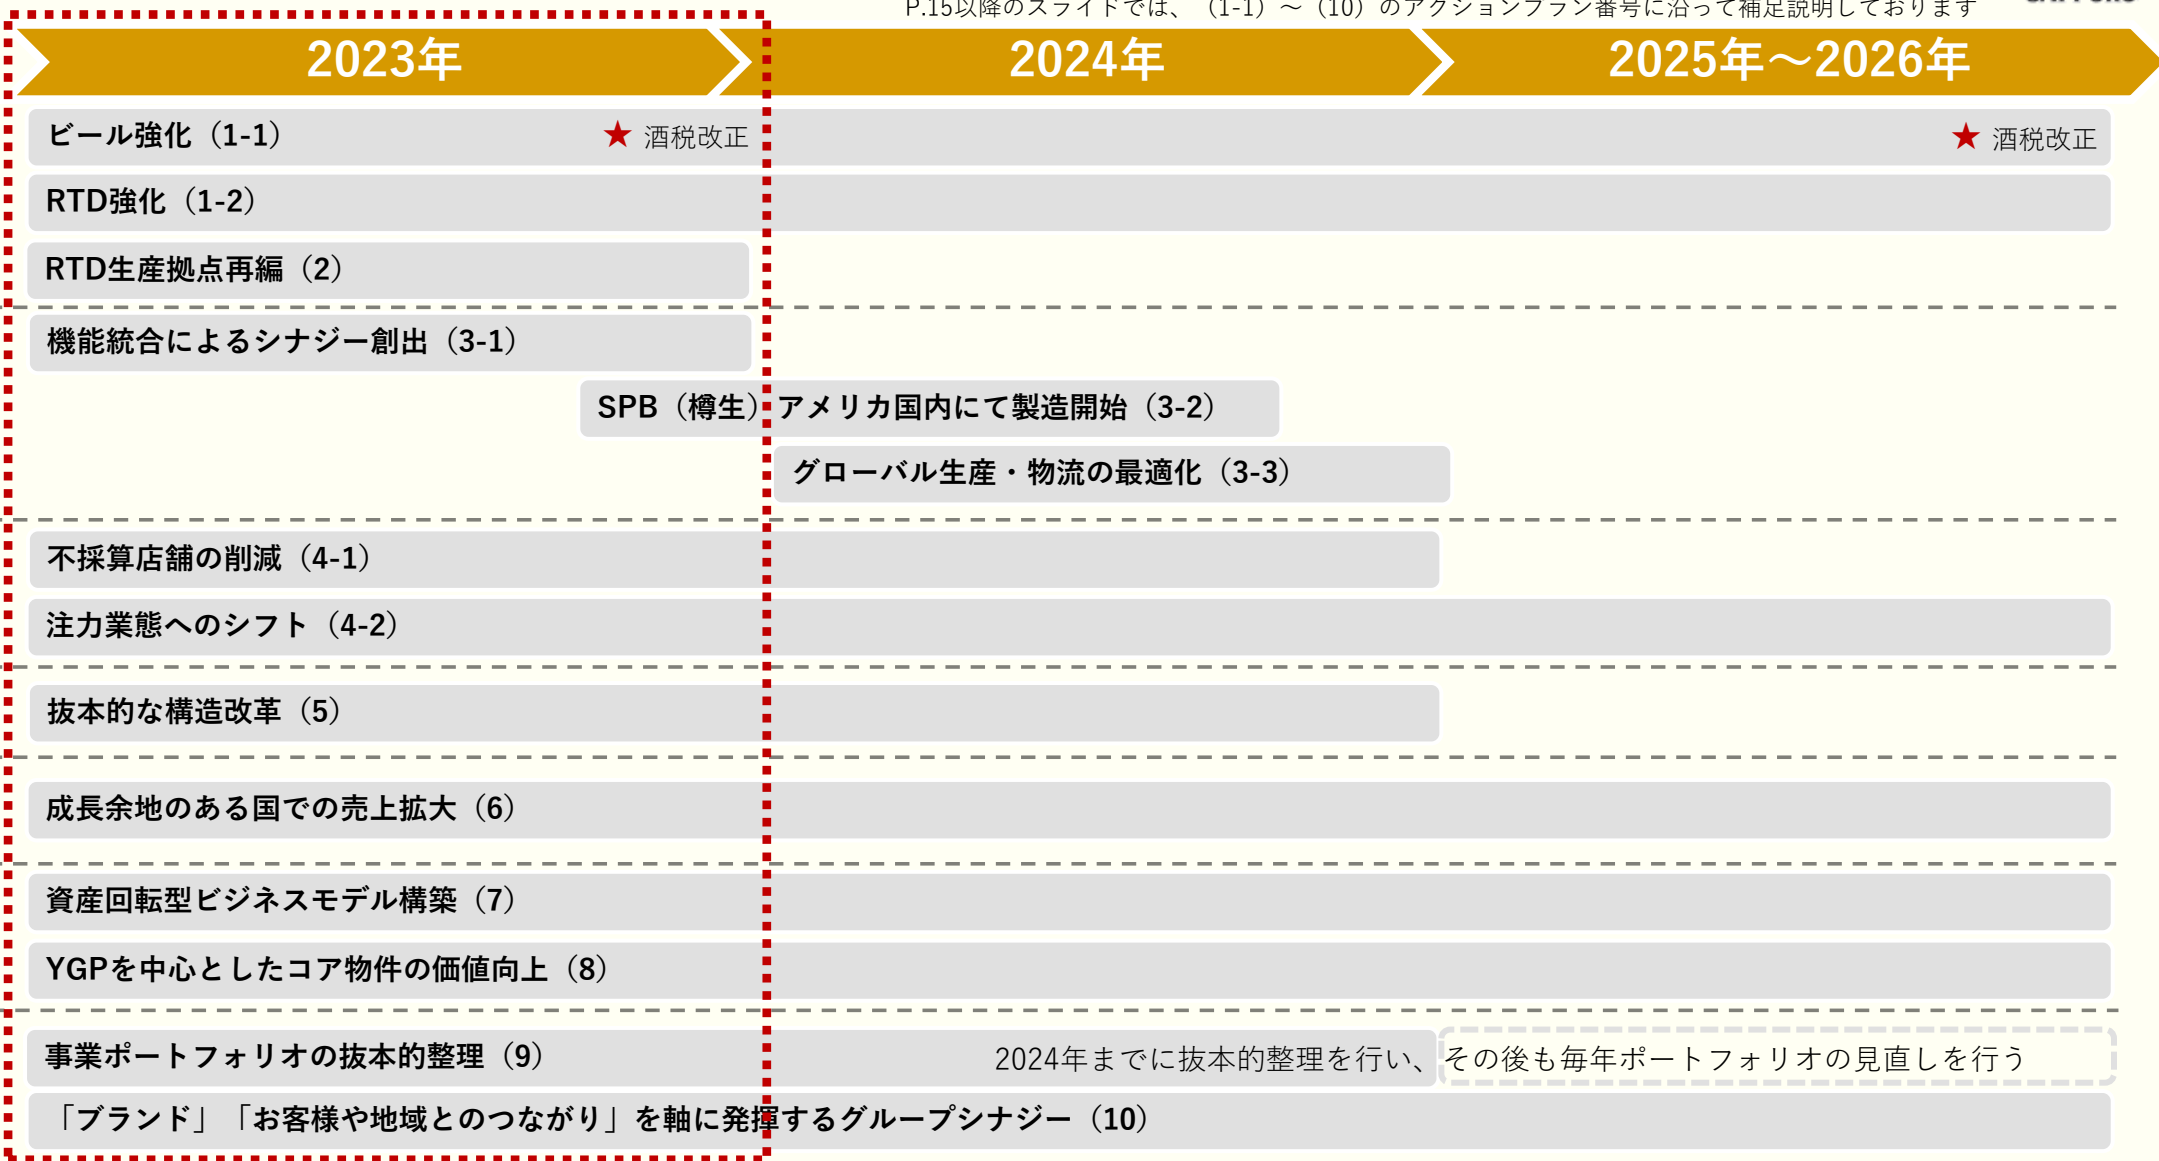 P.15以降のスライドでは、（1-1）～（10）のアクションプラン番号に沿って補足説明しております
2023年 2024年 2025年～2026年
ビール強化（1-1） ★ 酒税改正 ★ 酒税改正
RTD強化（1-2）
RTD生産拠点再編（2）
機能統合によるシナジー創出（3-1）
SPB（樽生）アメリカ国内にて製造開始（3-2）
グローバル生産・物流の最適化（3-3）
不採算店舗の削減（4-1）
注力業態へのシフト（4-2）
抜本的な構造改革（5）
成長余地のある国での売上拡大（6）
資産回転型ビジネスモデル構築（7）
YGPを中心としたコア物件の価値向上（8）
事業ポートフォリオの抜本的整理（9） 2024年までに抜本的整理を行い、その後も毎年ポートフォリオの見直しを行う
「ブランド」「お客様や地域とのつながり」を軸に発揮するグループシナジー（10）